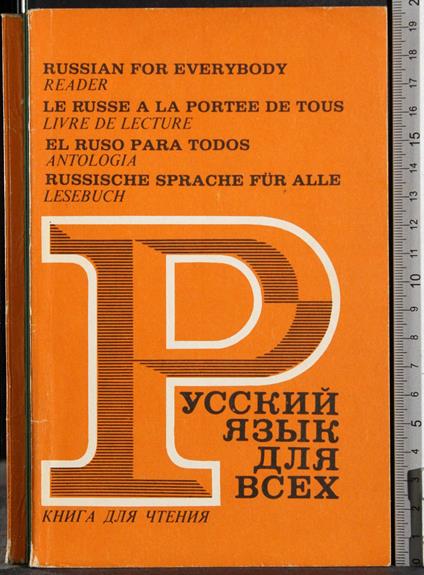 RUSSIAN FOR EVERYBODY
READER
LE RUSSE A LA PORTEE DE TOUS
LIVRE DE LECTURE
EL RUSO PARA TODOS
ANTOLOGIA
RUSSISCHE SPRACHE FÜR ALLE
LESEBUCH
РУССКИЙ
ЯЗЫК
ДЛЯ
ВСЕХ
КНИГА ДЛЯ ЧТЕНИЯ